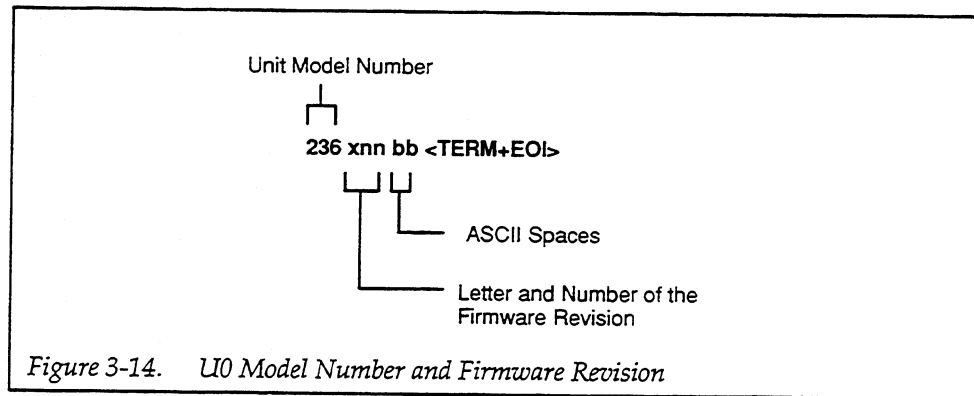 Unit Model Number
236 xnn bb <TERM+EOI>
ASCII Spaces
Letter and Number of the
Firmware Revision
Figure 3-14. U0 Model Number and Firmware Revision